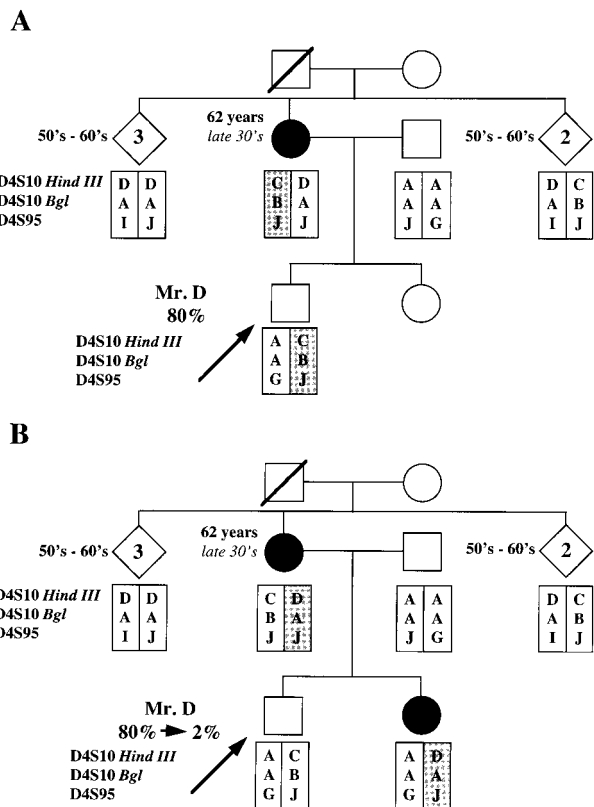 A
62 years
50's - 60's 3 late 30's 50's - 60's 2
D4S10 Hind III D D C D A A D C
D4S10 Bgl A A B A A A A B
D4S95 I J J J J G I J
Mr. D
80%
D4S10 Hind III A C
D4S10 Bgl A B
D4S95 G J
B
62 years
50's - 60's 3 late 30's 50's - 60's 2
D4S10 Hind III D D C D A A D C
D4S10 Bgl A A B A A A A B
D4S95 I J J J J G I J
Mr. D
80% 2%
D4S10 Hind III A C A D
D4S10 Bgl A B A A
D4S95 G J G J